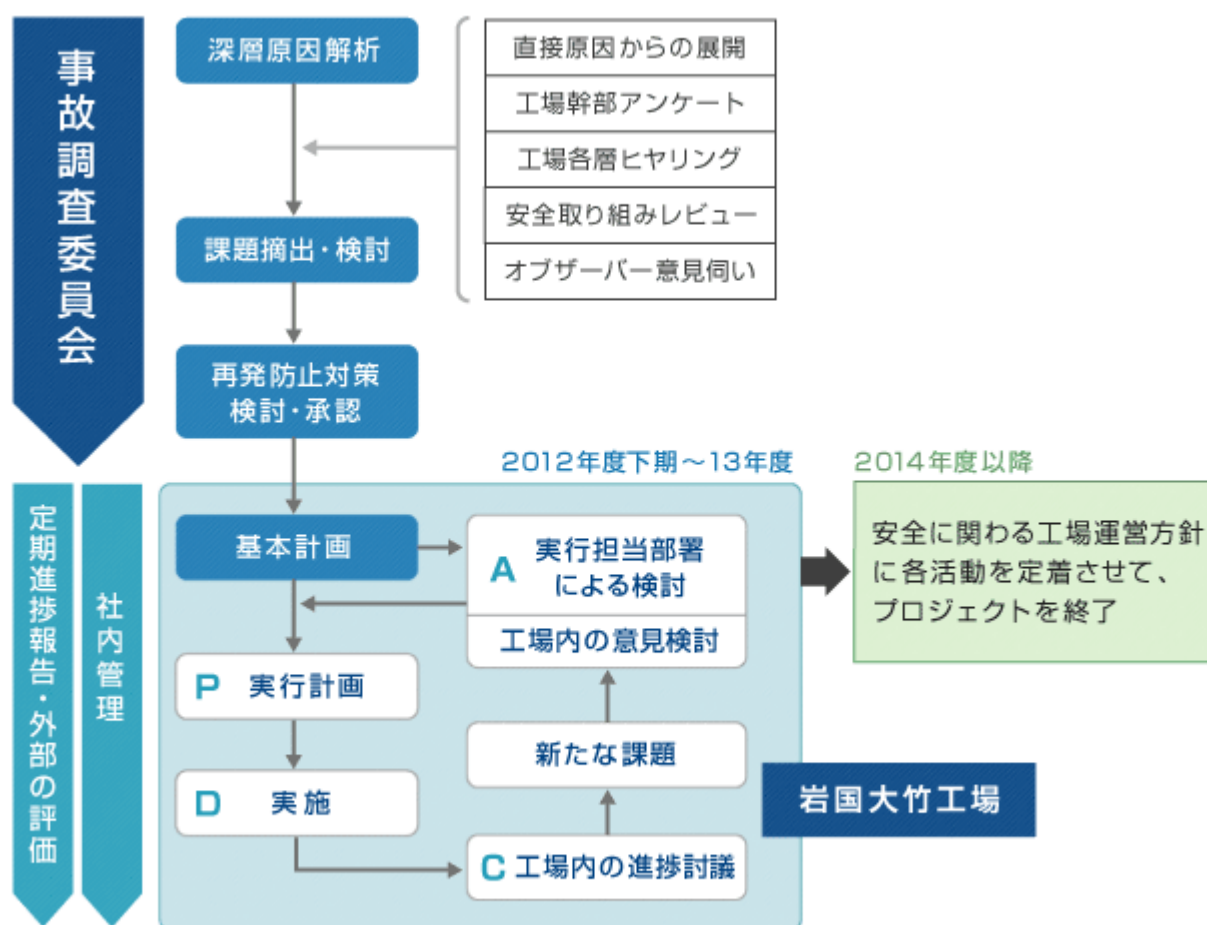 事故調査委員会
深層原因解析
直接原因からの展開
工場幹部アンケート
工場各層ヒヤリング
安全取り組みレビュー
オブザーバー意見伺い
課題摘出・検討
再発防止対策
検討・承認
定期進捗報告・外部の評価
社内管理
2012年度下期～13年度
2014年度以降
基本計画
A 実行担当部署
による検討
工場内の意見検討
安全に関わる工場運営方針
に各活動を定着させて、
プロジェクトを終了
P 実行計画
新たな課題
D 実施
C 工場内の進捗討議
岩国大竹工場